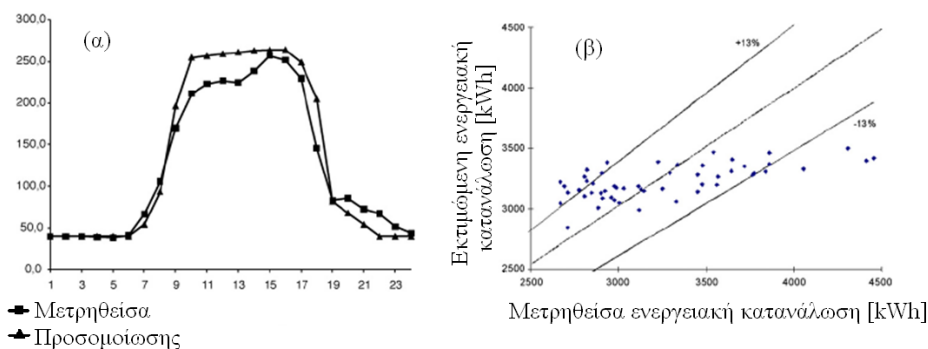 (α)
300,0
250,0
200,0
150,0
100,0
50,0
0,0
1 3 5 7 9 11 13 15 17 19 21 23
Μετρηθείσα
Προσομοίωσης
(β)
Εκτιμώμενη ενεργειακή
κατανάλωση [kWh]
4500
4000
3500
3000
2500
+13%
-13%
2500 3000 3500 4000 4500
Μετρηθείσα ενεργειακή κατανάλωση [kWh]